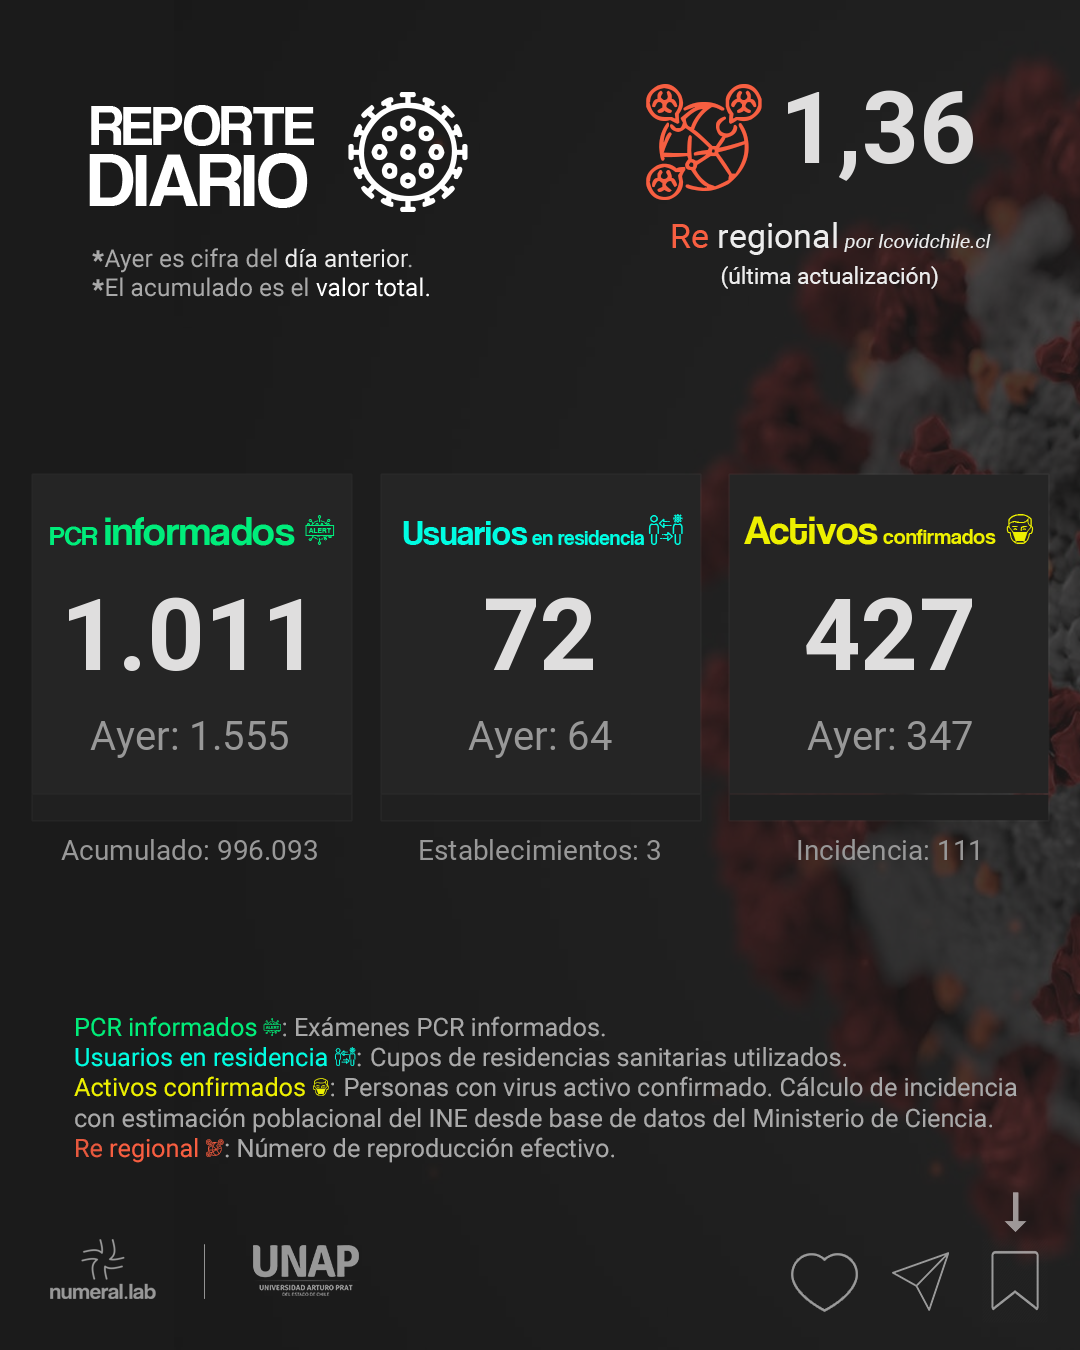 REPORTE
DIARIO
*Ayer es cifra del día anterior.
*El acumulado es el valor total.
1,36
Re regional por Icovidchile.cl
(última actualización)
PCR informados ALERT
1.011
Ayer: 1.555
Acumulado: 996.093
Usuarios en residencia
72
Ayer: 64
Establecimientos: 3
Activos confirmados
427
Ayer: 347
Incidencia: 111
PCR informados ALERT: Exámenes PCR informados.
Usuarios en residencia : Cupos de residencias sanitarias utilizados.
Activos confirmados : Personas con virus activo confirmado. Cálculo de incidencia
con estimación poblacional del INE desde base de datos del Ministerio de Ciencia.
Re regional : Número de reproducción efectivo.
numeral.lab
UNAP
UNIVERSIDAD ARTURO PRAT
DEL ESTADO DE CHILE